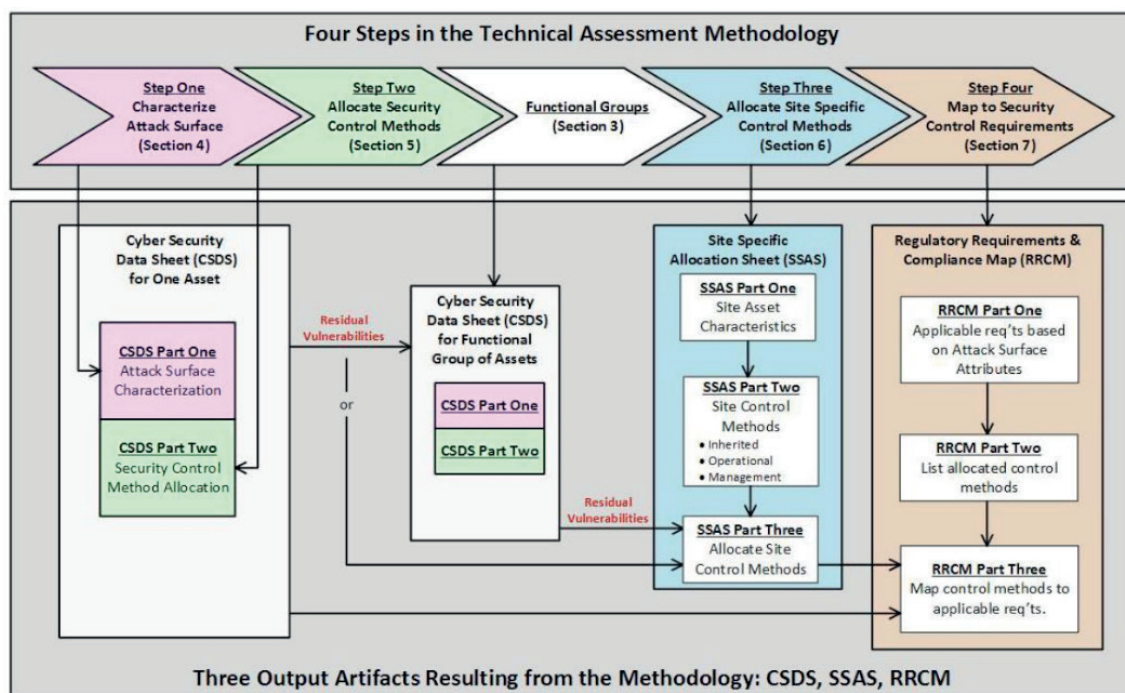 Four Steps in the Technical Assessment Methodology
Step One
Characterize
Attack Surface
(Section 4)
Step Two
Allocate Security
Control Methods
(Section 5)
Functional Groups
(Section 3)
Step Three
Allocate Site Specific
Control Methods
(Section 6)
Step Four
Map to Security
Control Requirements
(Section 7)
Cyber Security
Data Sheet (CSDS)
for One Asset
CSDS Part One
Attack Surface
Characterization
CSDS Part Two
Security Control
Method Allocation
Residual
Vulnerabilities
or
Cyber Security
Data Sheet (CSDS)
for Functional
Group of Assets
CSDS Part One
CSDS Part Two
Residual
Vulnerabilities
Site Specific
Allocation Sheet (SSAS)
SSAS Part One
Site Asset
Characteristics
SSAS Part Two
Site Control
Methods
• Inherited
• Operational
• Management
SSAS Part Three
Allocate Site
Control Methods
Regulatory Requirements &
Compliance Map (RRCM)
RRCM Part One
Applicable req'ts based
on Attack Surface
Attributes
RRCM Part Two
List allocated control
methods
RRCM Part Three
Map control methods to
applicable req'ts.
Three Output Artifacts Resulting from the Methodology: CSDS, SSAS, RRCM